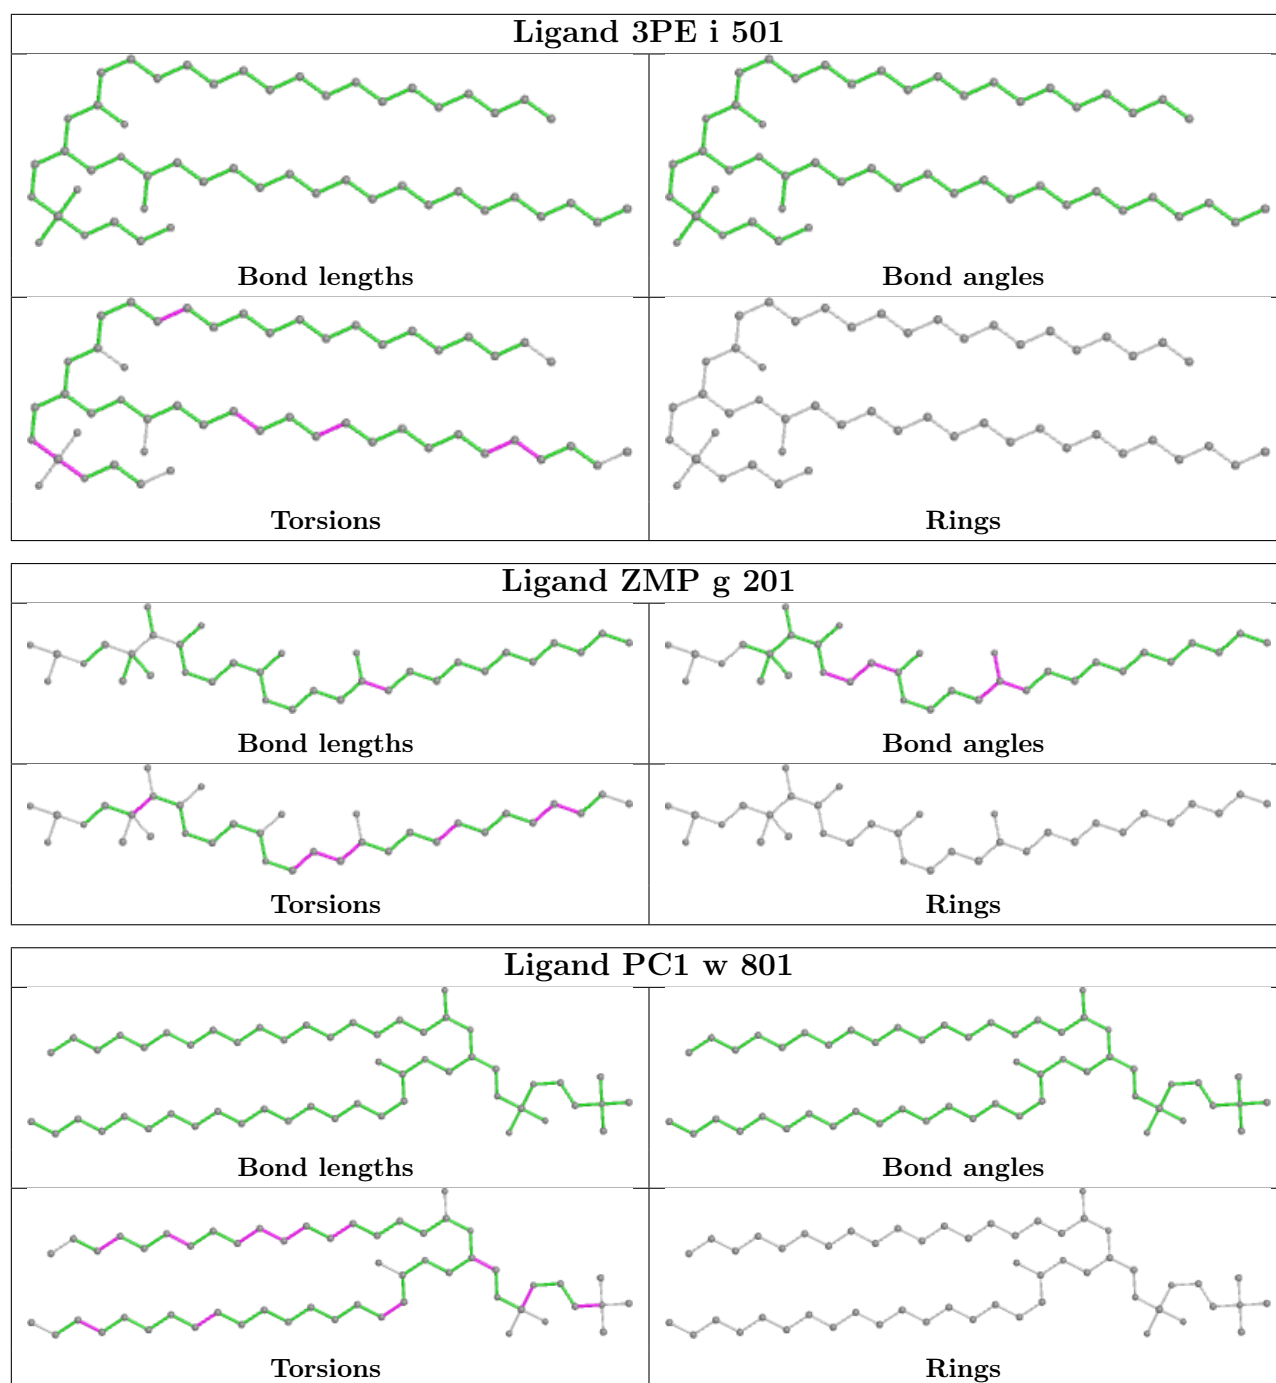 Ligand 3PE i 501
Bond lengths
Bond angles
Torsions
Rings
Ligand ZMP g 201
Bond lengths
Bond angles
Torsions
Rings
Ligand PC1 w 801
Bond lengths
Bond angles
Torsions
Rings